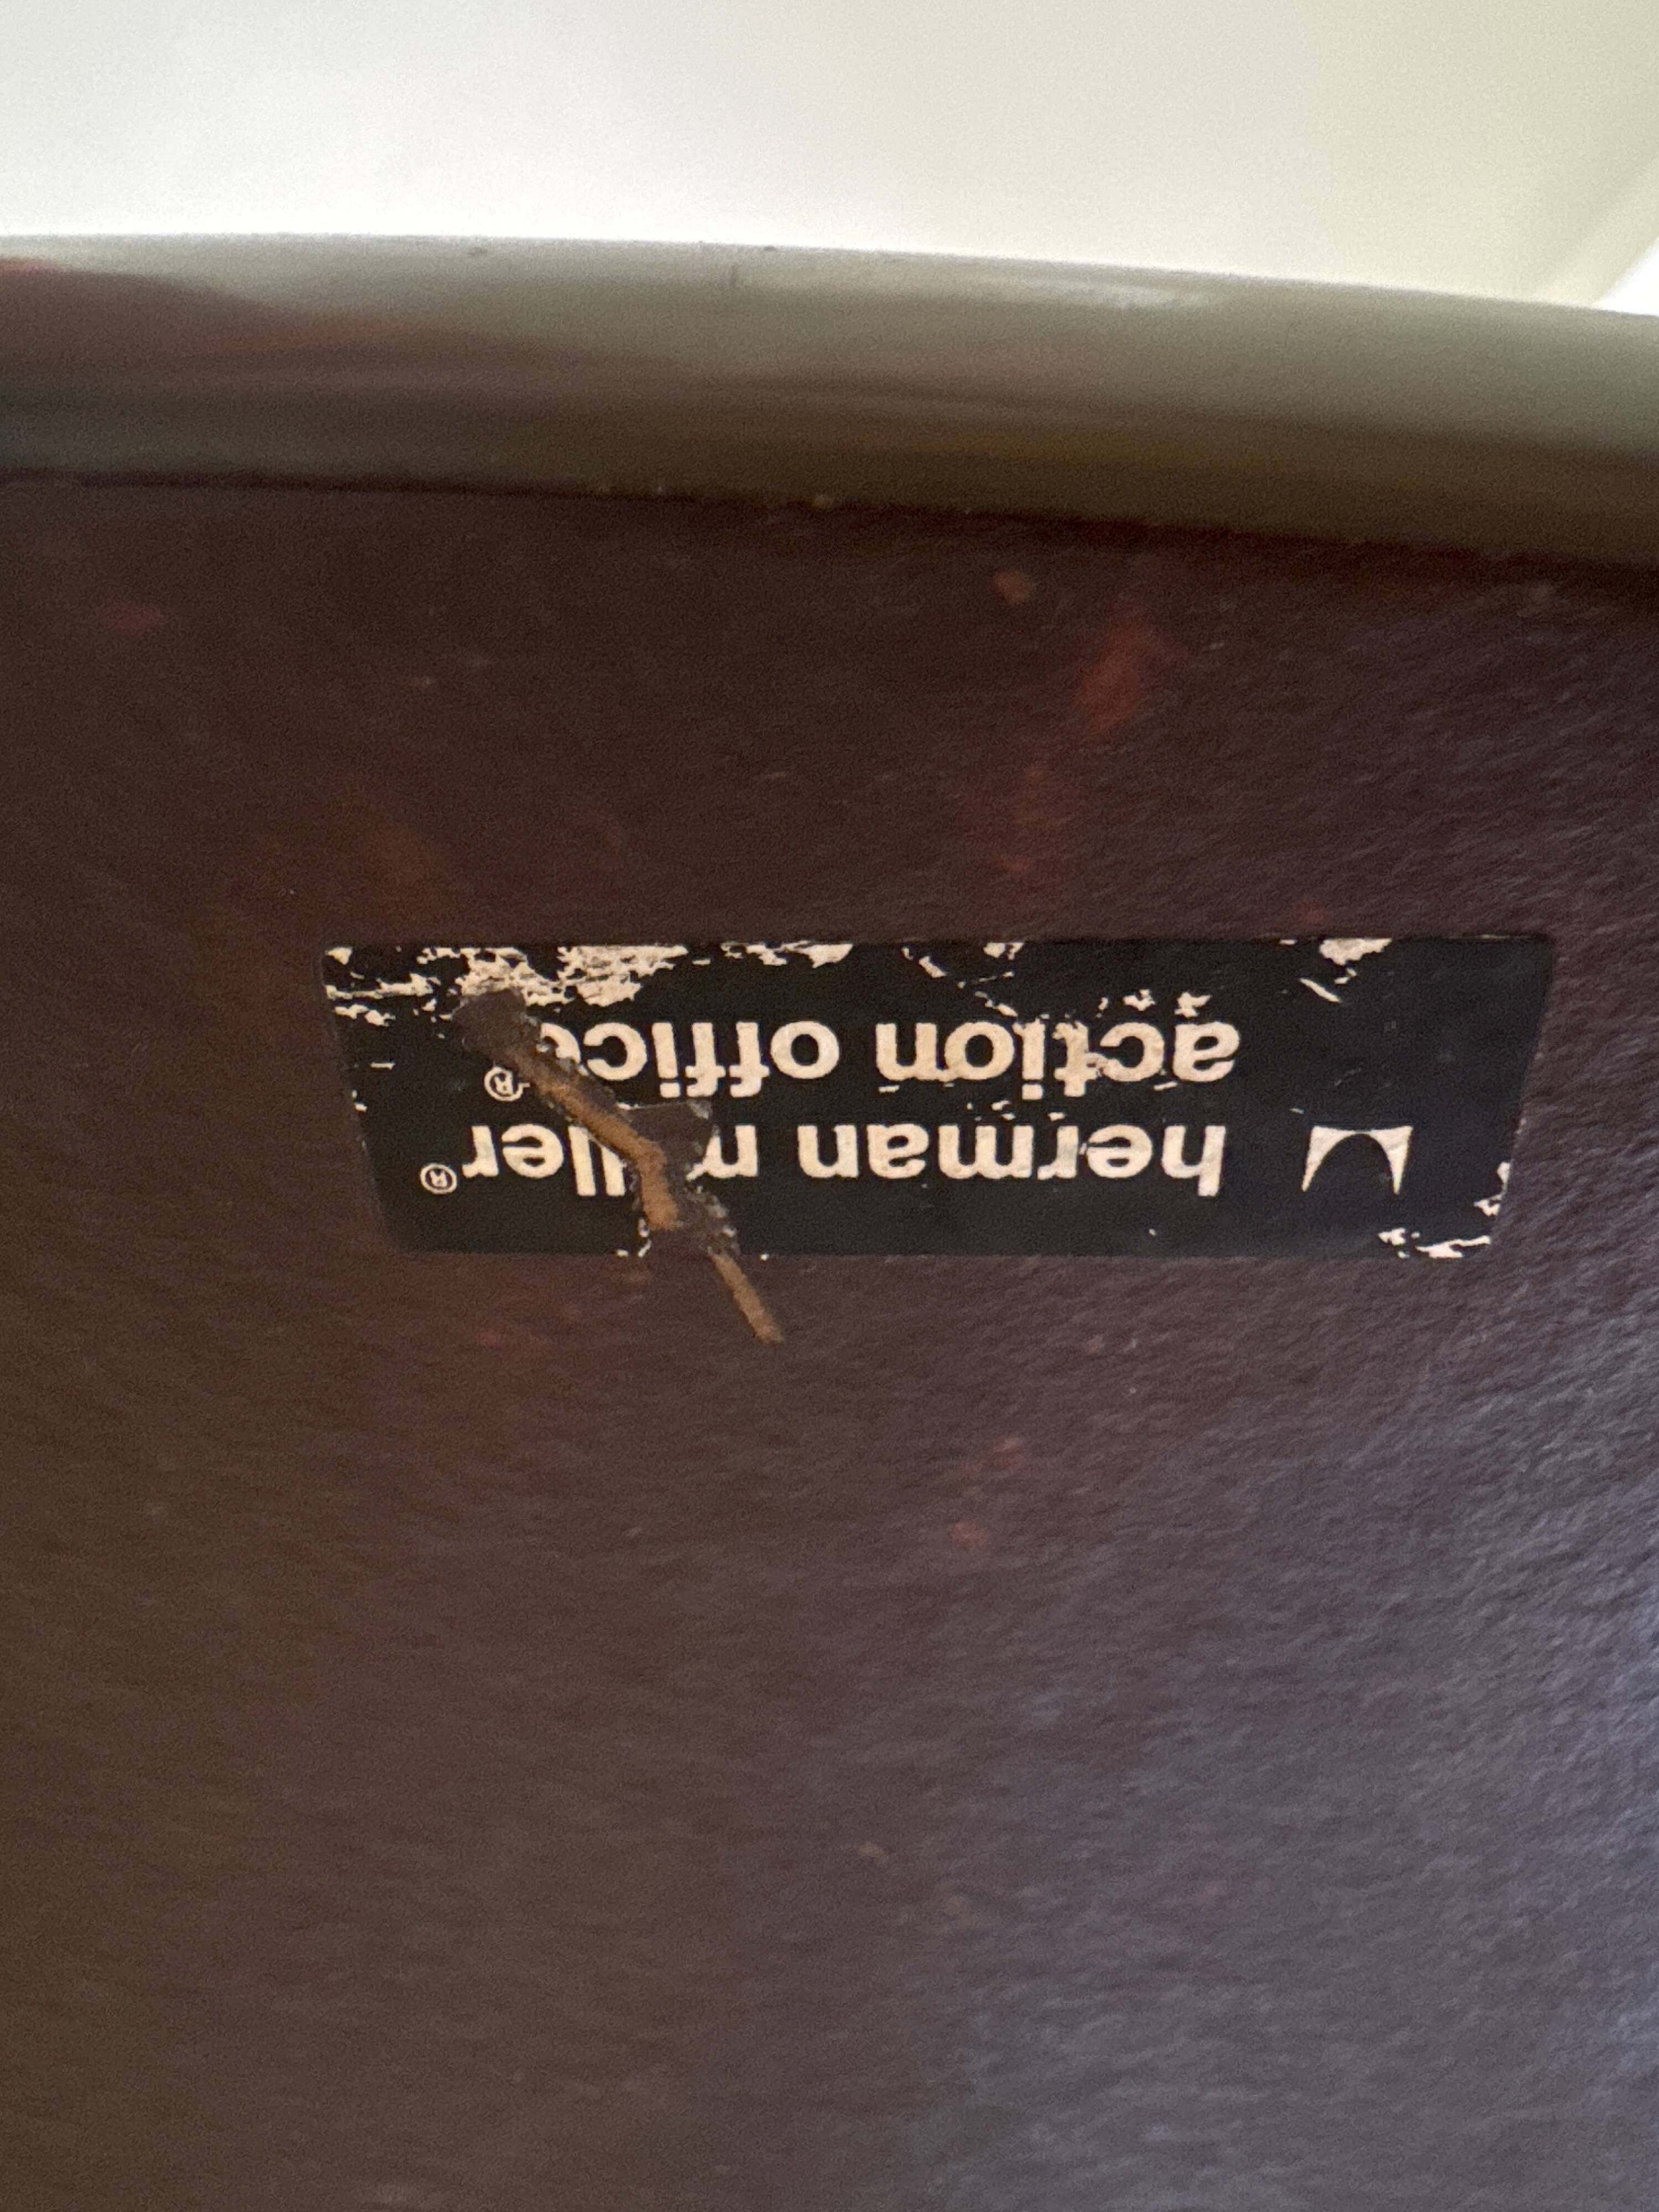 herman miller®
action office®